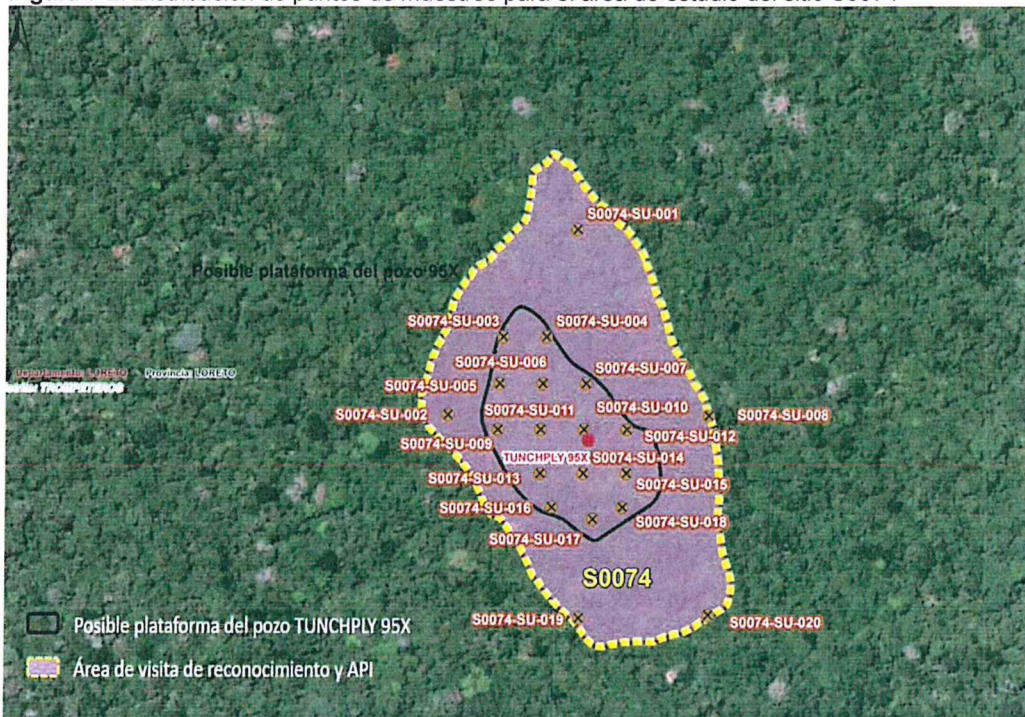 S0074-SU-001
Posible plataforma del pozo 95X
S0074-SU-003
S0074-SU-004
S0074-SU-006
S0074-SU-007
Departamento: LORETO Provincia: LORETO
TROMPETEROS
S0074-SU-005
S0074-SU-002
S0074-SU-011
S0074-SU-010
S0074-SU-008
S0074-SU-009
S0074-SU-012
TUNCHPLY 95X
S0074-SU-014
S0074-SU-013
S0074-SU-015
S0074-SU-016
S0074-SU-017
S0074-SU-018
S0074
S0074-SU-019
S0074-SU-020
Posible plataforma del pozo TUNCHPLY 95X
Área de visita de reconocimiento y API